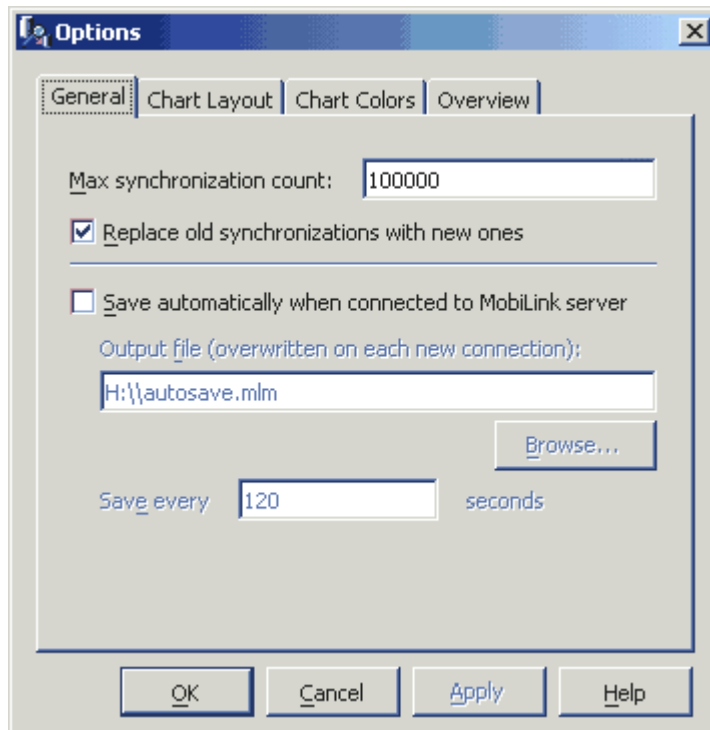 Options
General Chart Layout Chart Colors Overview
Max synchronization count: 100000
Replace old synchronizations with new ones
Save automatically when connected to MobiLink server
Output file (overwritten on each new connection):
H:\\autosave.mlm
Browse...
Save every 120 seconds
OK Cancel Apply Help